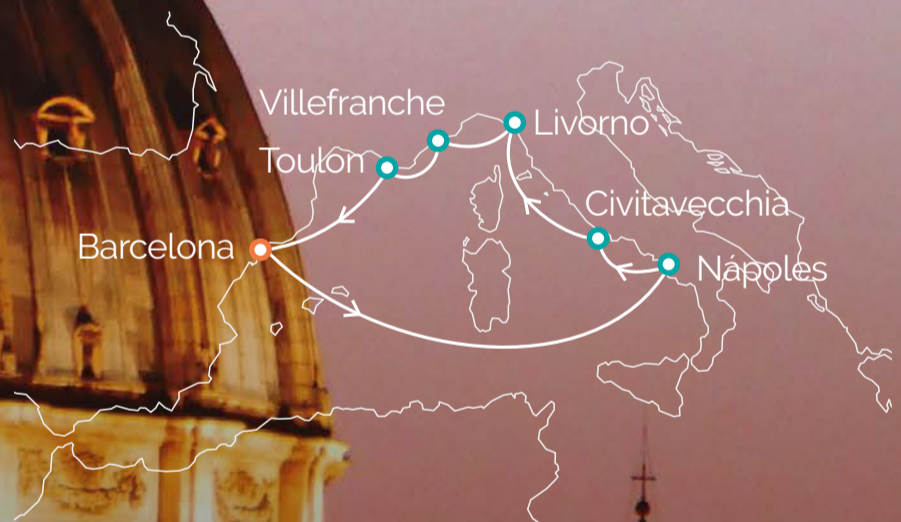 Villefranche
Livorno
Toulon
Civitavecchia
Barcelona
Nápoles